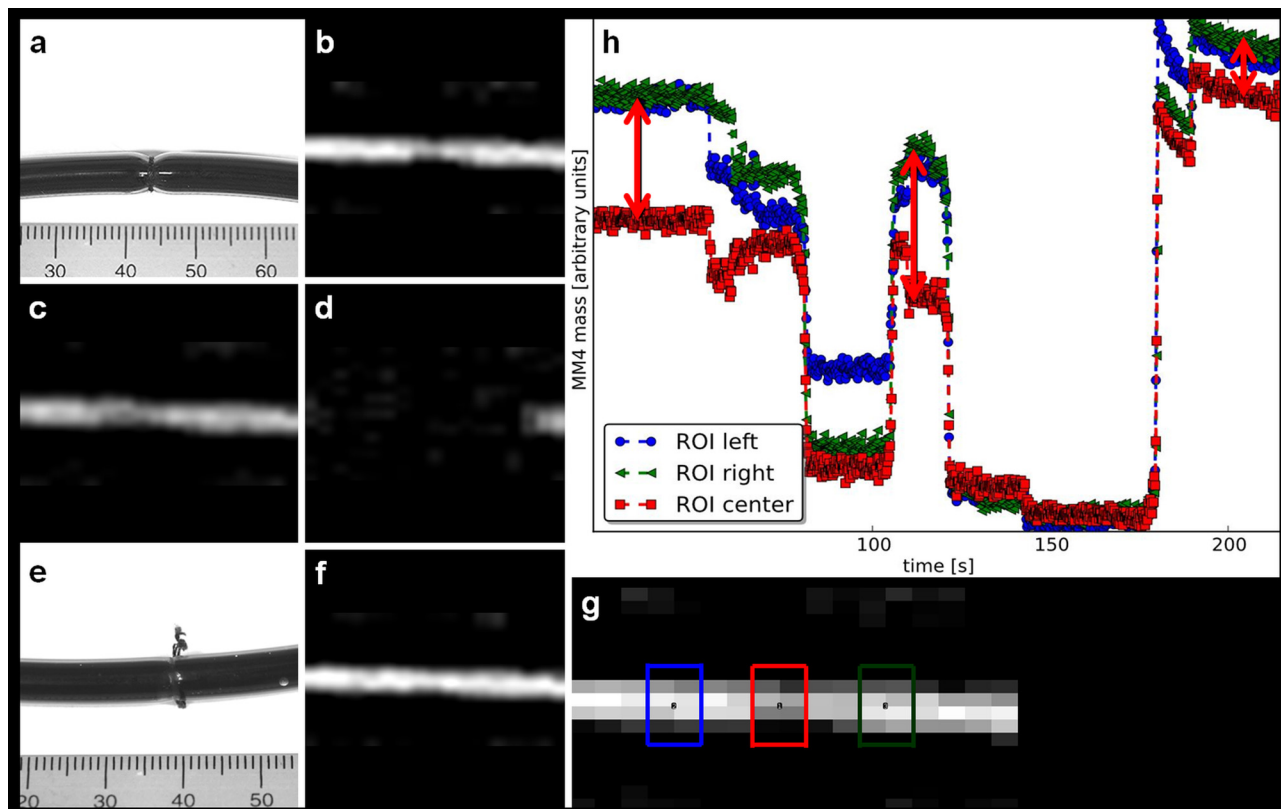 a
b
h
30 40 50 60
c
d
MM4 mass [arbitrary units]
ROI left
ROI right
ROI center
100 150 200
time [s]
e
f
g
20 30 40 50